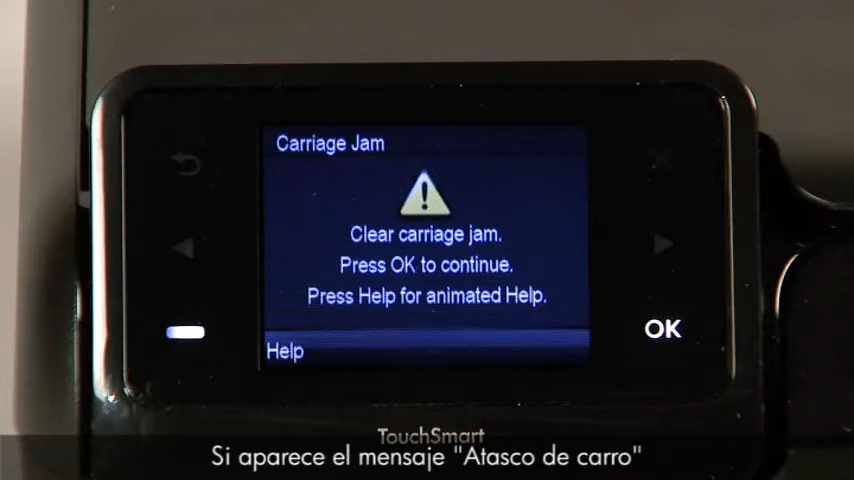 Carriage Jam
Clear carriage jam.
Press OK to continue.
Press Help for animated Help.
OK
Help
TouchSmart
Si aparece el mensaje "Atasco de carro"